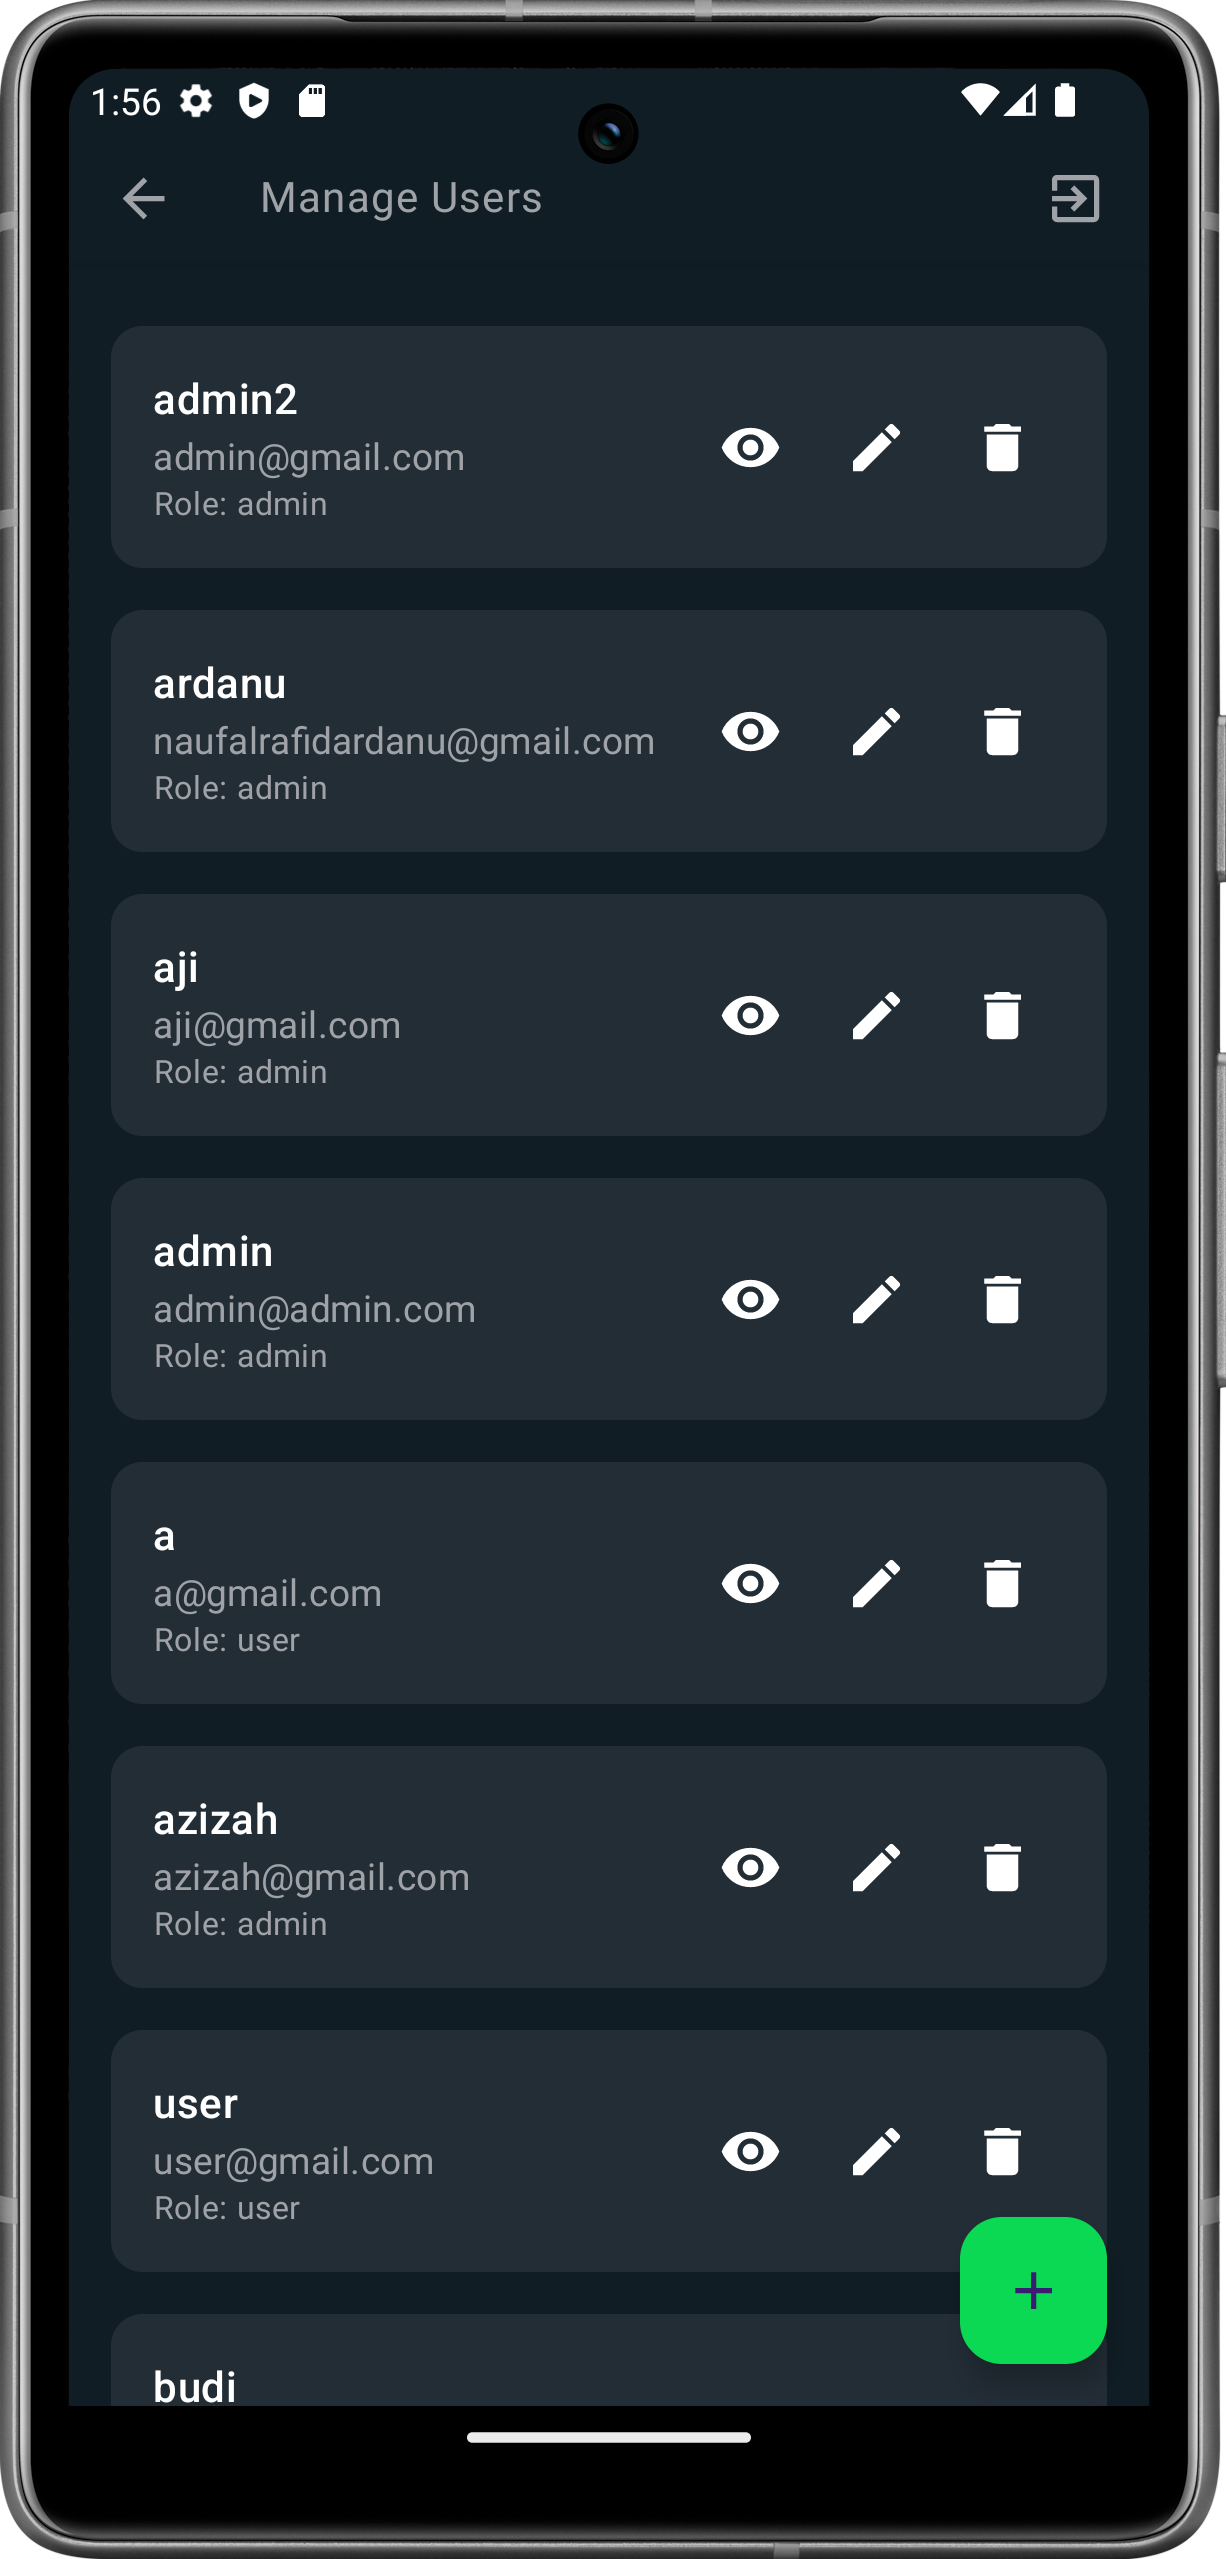 1:56
Manage Users
admin2
admin@gmail.com
Role: admin
ardanu
naufalrafidardanu@gmail.com
Role: admin
aji
aji@gmail.com
Role: admin
admin
admin@admin.com
Role: admin
a
a@gmail.com
Role: user
azizah
azizah@gmail.com
Role: admin
user
user@gmail.com
Role: user
budi